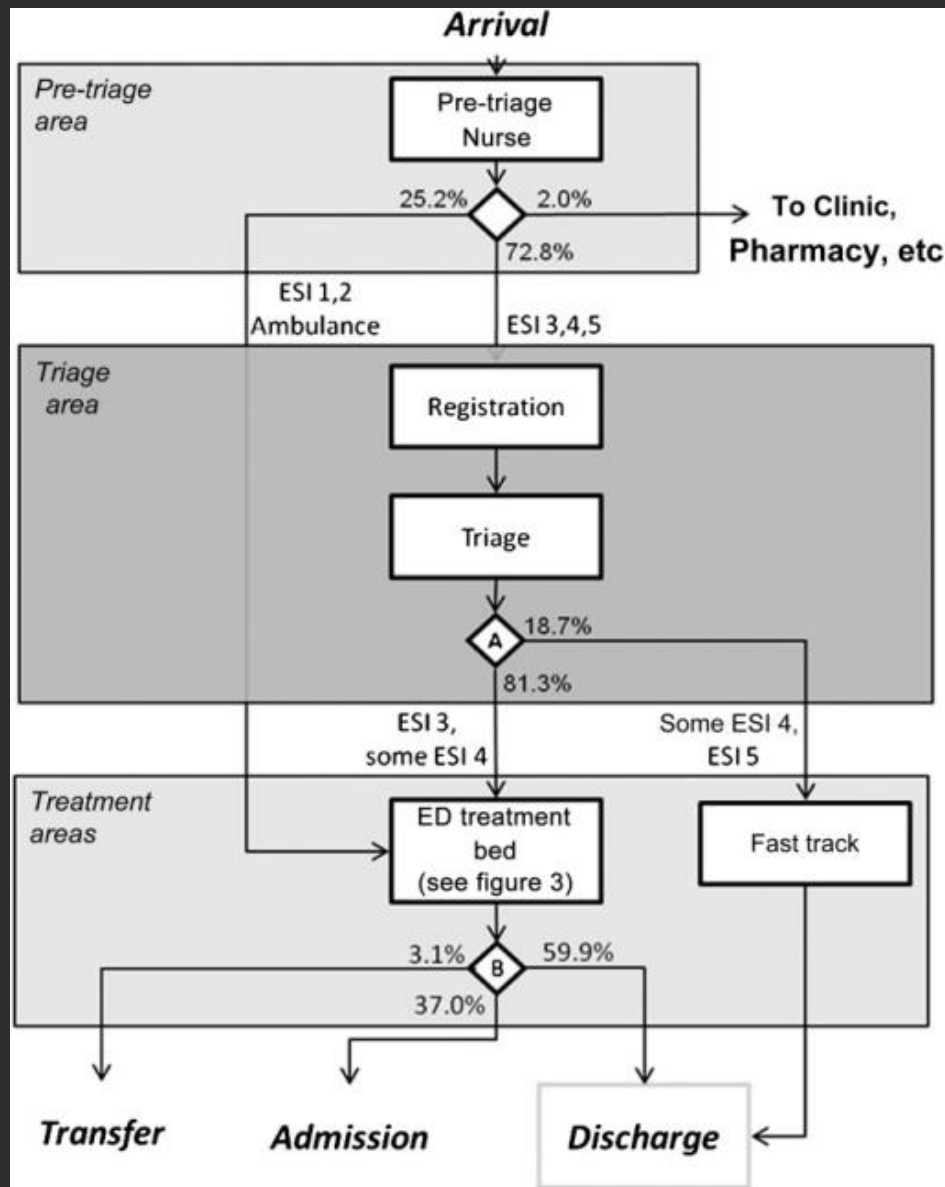 Arrival
Pre-triage
area
Pre-triage
Nurse
25.2%
2.0%
To Clinic,
Pharmacy, etc
72.8%
ESI 1,2
Ambulance
ESI 3,4,5
Triage
area
Registration
Triage
A
18.7%
81.3%
ESI 3,
some ESI 4
Some ESI 4,
ESI 5
Treatment
areas
ED treatment
bed
(see figure 3)
Fast track
3.1%
B
59.9%
37.0%
Transfer
Admission
Discharge